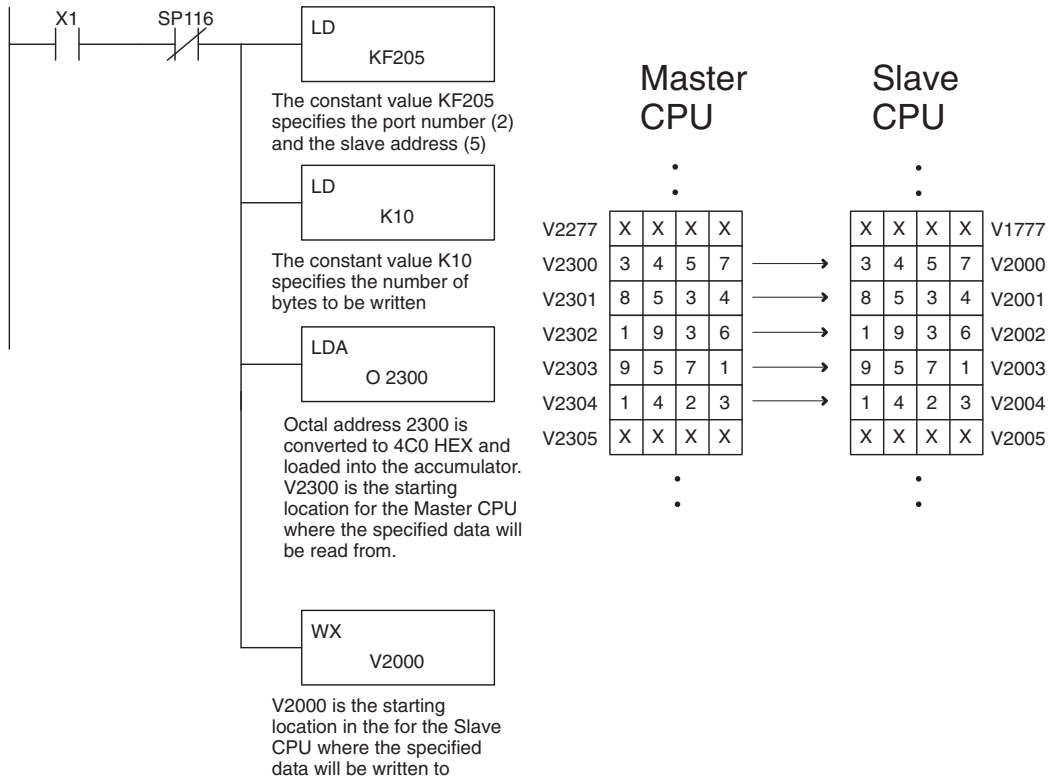 X1
SP116
LD
KF205
The constant value KF205
specifies the port number (2)
and the slave address (5)
LD
K10
The constant value K10
specifies the number of
bytes to be written
LDA
O 2300
Octal address 2300 is
converted to 4C0 HEX and
loaded into the accumulator.
V2300 is the starting
location for the Master CPU
where the specified data will
be read from.
WX
V2000
V2000 is the starting
location in the for the Slave
CPU where the specified
data will be written to
Master
CPU
Slave
CPU
V2277 X X X X X X X X V1777
V2300 3 4 5 7 3 4 5 7 V2000
V2301 8 5 3 4 8 5 3 4 V2001
V2302 1 9 3 6 1 9 3 6 V2002
V2303 9 5 7 1 9 5 7 1 V2003
V2304 1 4 2 3 1 4 2 3 V2004
V2305 X X X X X X X X V2005